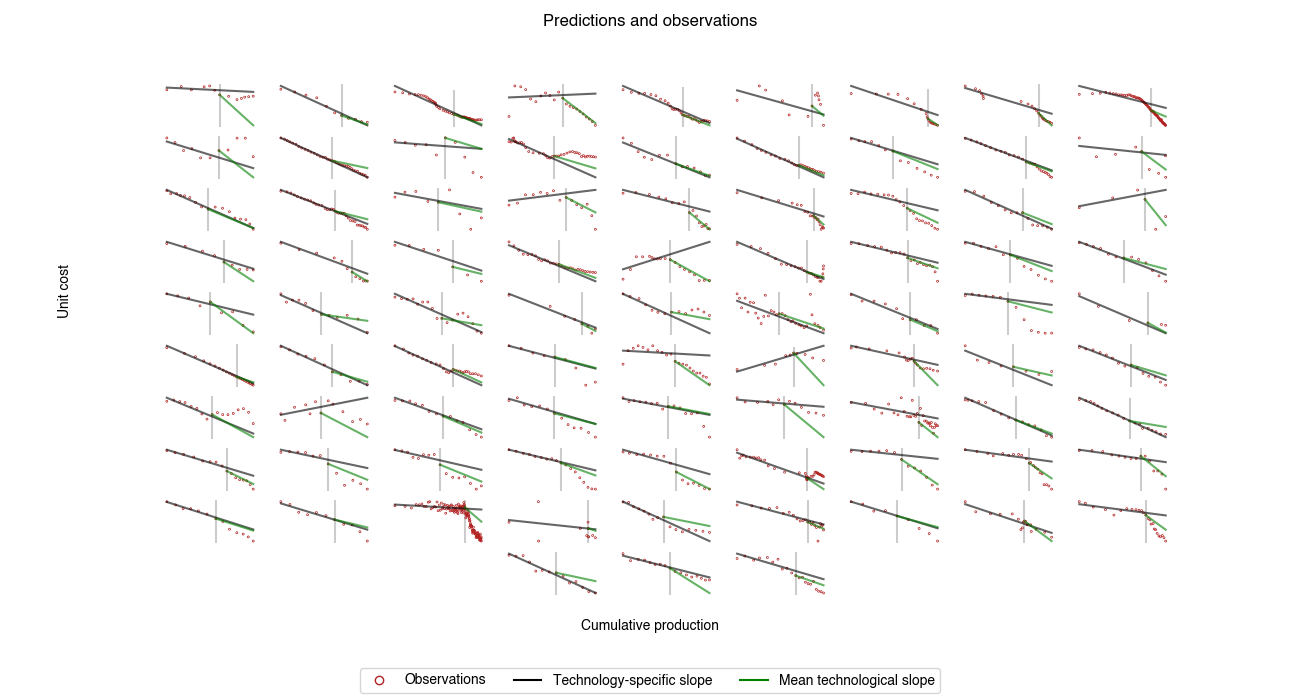 Predictions and observations
Unit cost
Cumulative production
Observations
Technology-specific slope
Mean technological slope